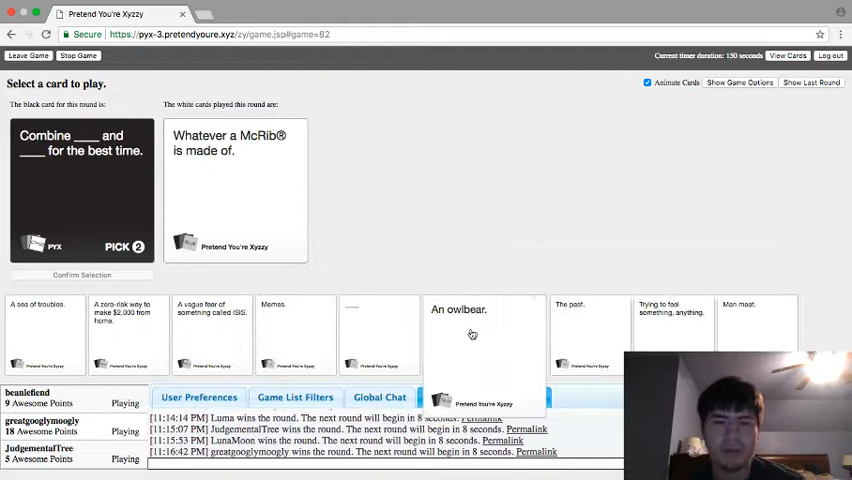 Pretend You're Xyzzy
Secure
https://pyx-3.pretendyoure.xyz/zy/game.jsp#game=82
Leave Game
Stop Game
Current timer duration: 150 seconds
View Cards
Log out
Select a card to play.
Animate Cards
Show Game Options
Show Last Round
The black card for this round is:
The white cards played this round are:
Combine ____ and
____ for the best time.
PYX
PICK 2
Whatever a McRib®
is made of.
Pretend You're Xyzzy
Confirm Selection
A sea of troubles.
Pretend You're Xyzzy
A zero-risk way to
make $2,000 from
home.
Pretend You're Xyzzy
A vague fear of
something called ISIS.
Pretend You're Xyzzy
Memes.
Pretend You're Xyzzy
____
Pretend You're Xyzzy
An owlbear.
Pretend You're Xyzzy
The past.
Pretend You're Xyzzy
Trying to feel
something, anything.
Man meat.
beaniefiend
9 Awesome Points
Playing
greatgooglymoogly
18 Awesome Points
Playing
JudgementalTree
5 Awesome Points
Playing
User Preferences
Game List Filters
Global Chat
[11:14:14 PM] Luma wins the round. The next round will begin in 8 seconds. Permalink
[11:15:07 PM] JudgementalTree wins the round. The next round will begin in 8 seconds. Permalink
[11:15:53 PM] LunaMoon wins the round. The next round will begin in 8 seconds. Permalink
[11:16:42 PM] greatgooglymoogly wins the round. The next round will begin in 8 seconds. Permalink